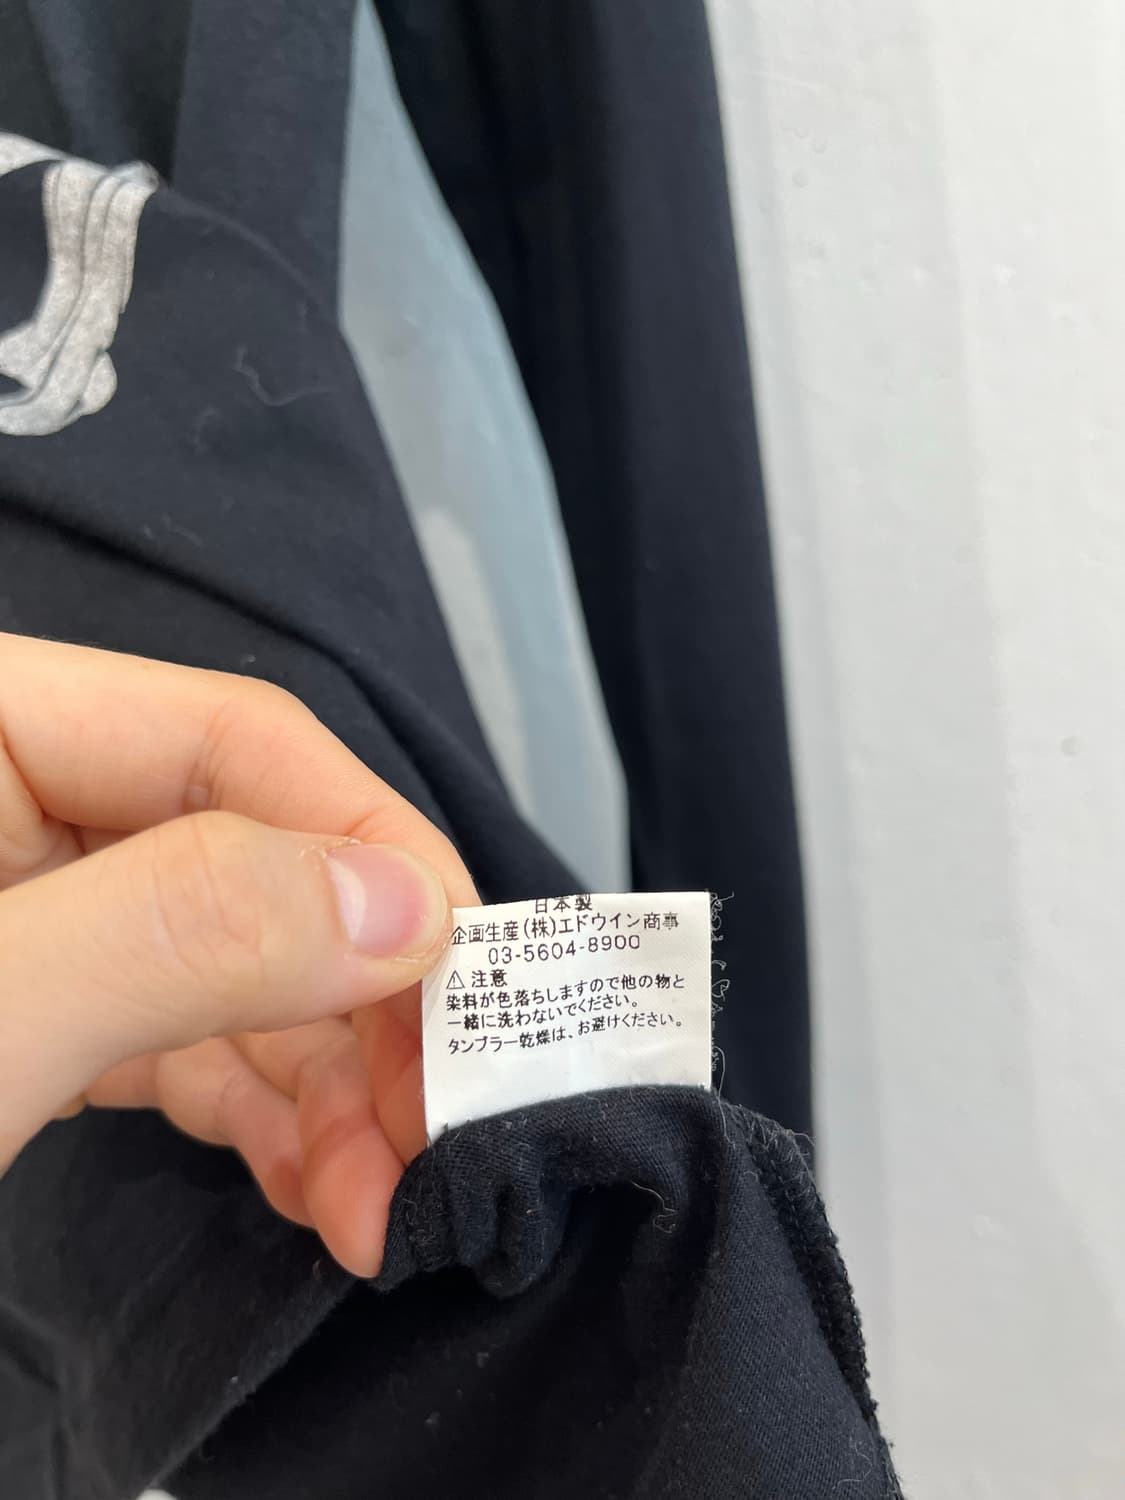 日本製
企画生産(株)エドウイン商事
03-5604-8900
⚠ 注意
染料が色落ちしますので他の物と
一緒に洗わないでください。
タンブラー乾燥は、お避けください。